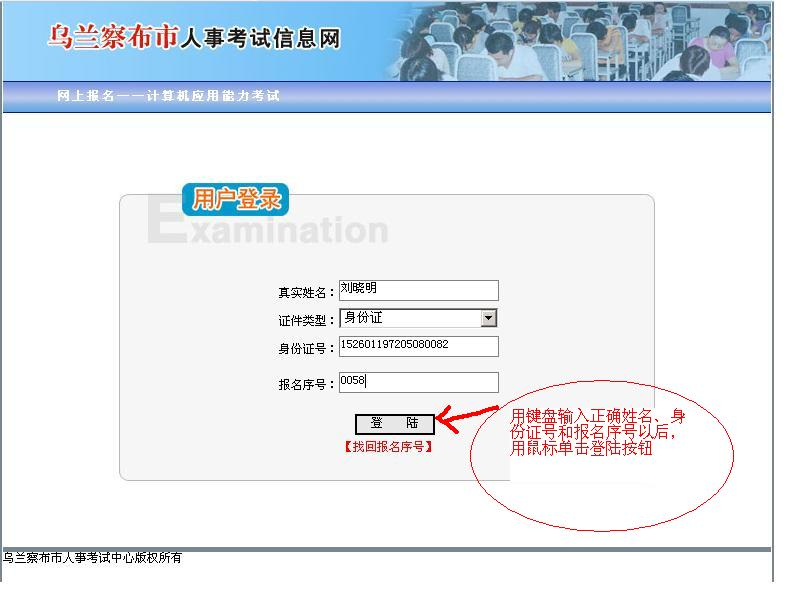 乌兰察布市人事考试信息网
网上报名——计算机应用能力考试
用户登录
Examination
真实姓名：刘晓明
证件类型：身份证
身份证号：152601197205080082
报名序号：0058
登 陆
【找回报名序号】
用键盘输入正确姓名、身
份证号和报名序号以后，
用鼠标单击登陆按钮
乌兰察布市人事考试中心版权所有